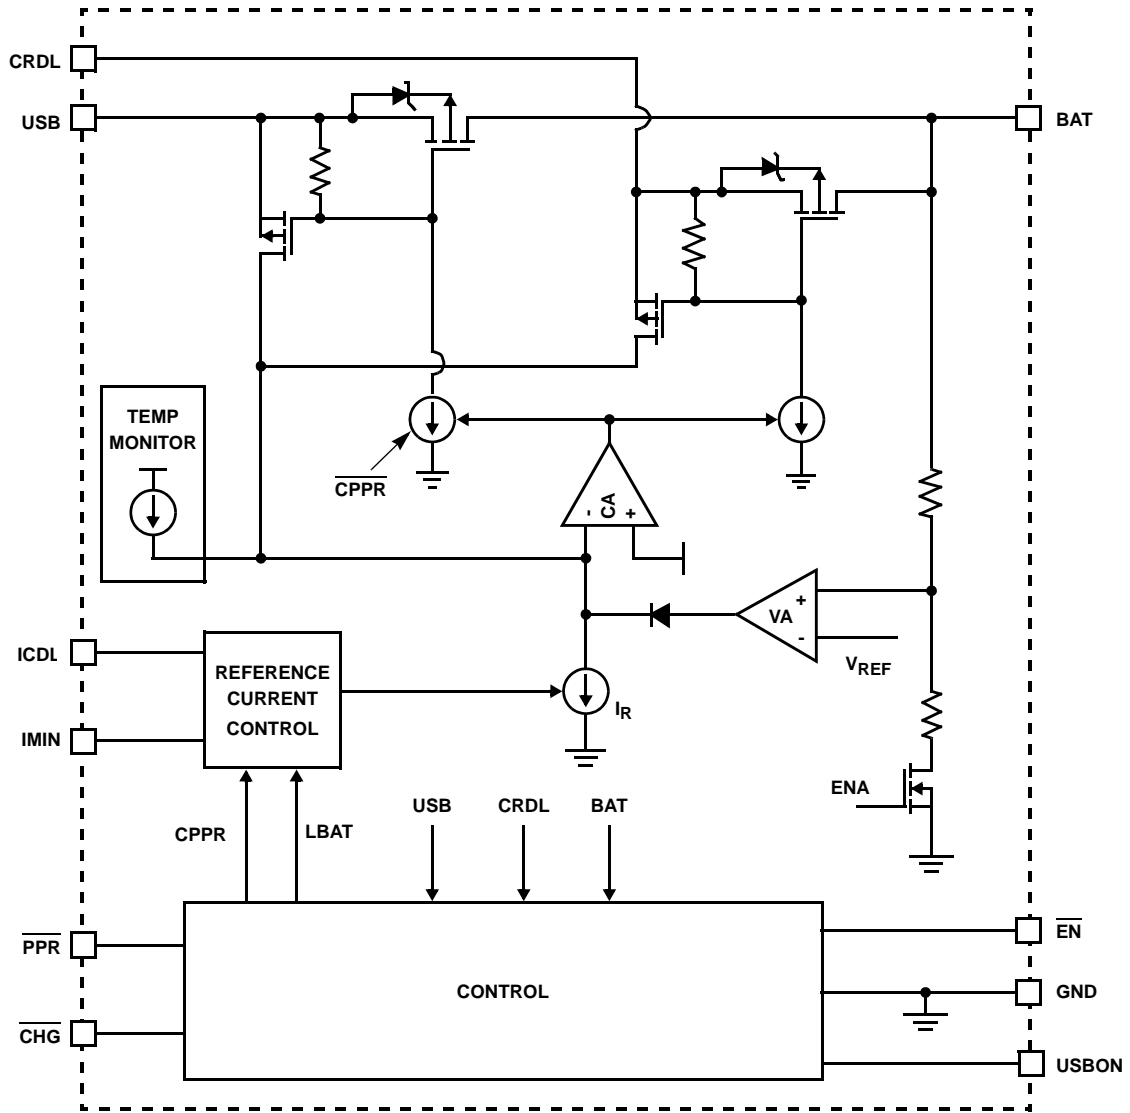 CRDL
USB
BAT
TEMP
MONITOR
CPPR
-
CA
+
+
VA
-
VREF
ICDL
REFERENCE
CURRENT
CONTROL
IR
IMIN
ENA
USB
CRDL
BAT
CPPR
LBAT
EN
PPR
CONTROL
GND
CHG
USBON